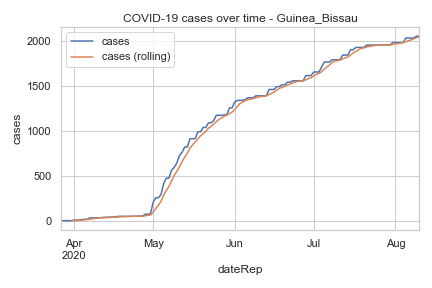 COVID-19 cases over time - Guinea_Bissau
cases
cases (rolling)
2000
1500
1000
500
0
cases
Apr
2020
May
Jun
Jul
Aug
dateRep